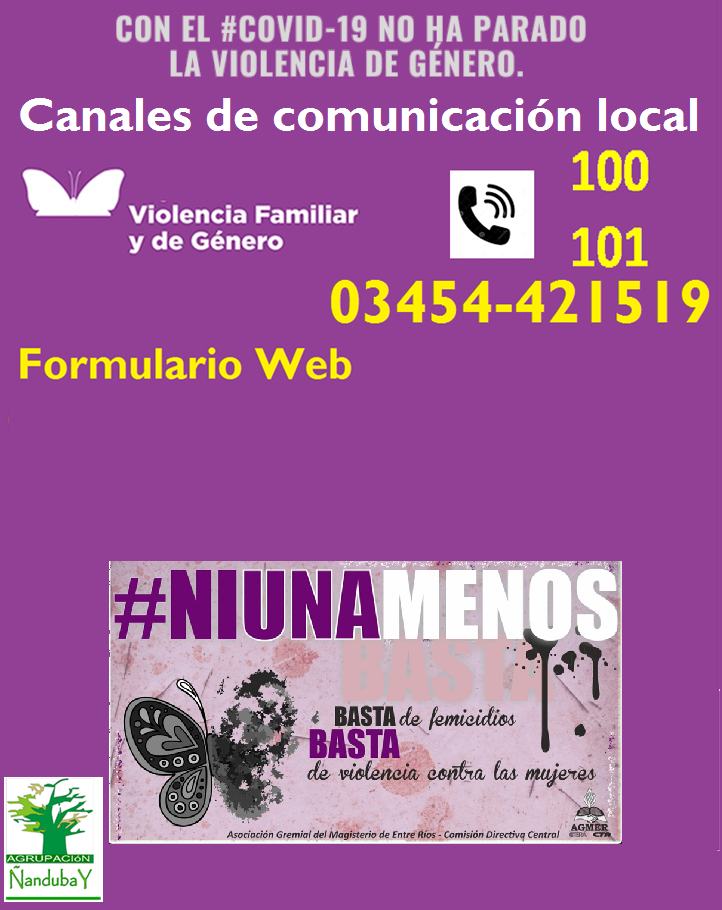 CON EL #COVID-19 NO HA PARADO
LA VIOLENCIA DE GÉNERO.
Canales de comunicación local
Violencia Familiar
y de Género
100
101
03454-421519
Formulario Web
#NIUNAMENOS
BASTA
BASTA de femicidios
BASTA
de violencia contra las mujeres
Asociación Gremial del Magisterio de Entre Ríos - Comisión Directiva Central
AGMER
CTERA CTA
AGRUPACIÓN
ÑandubaY